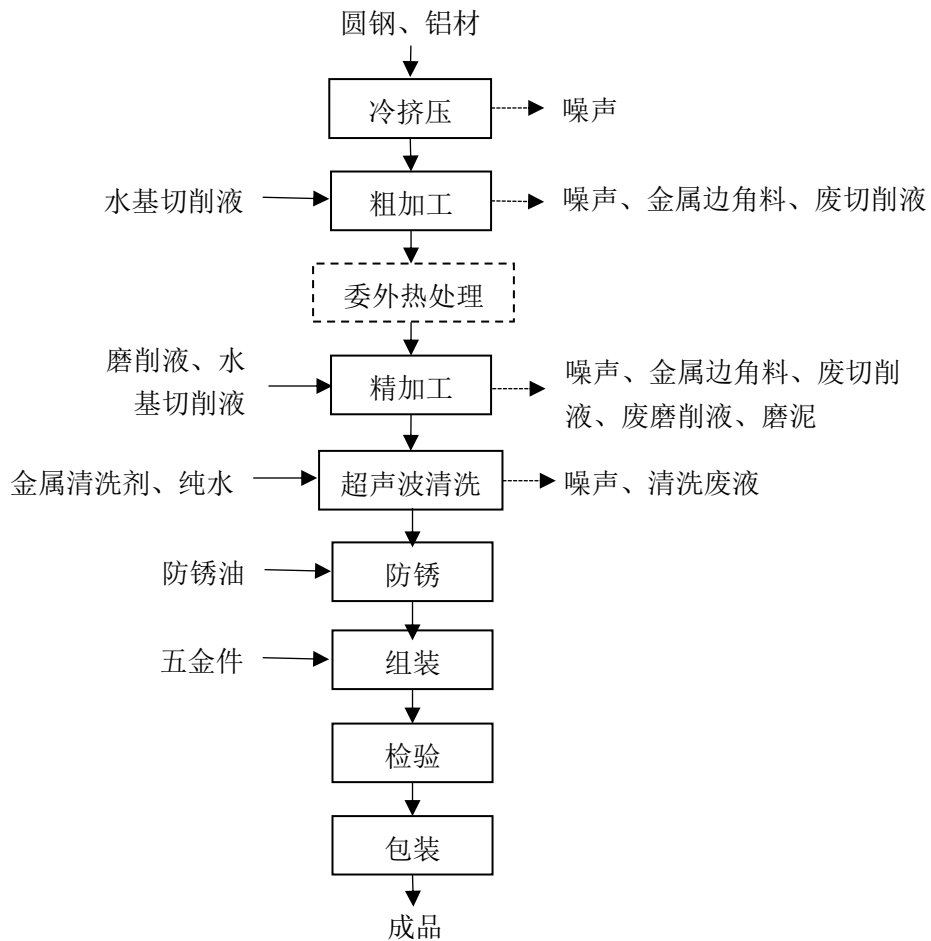 圆钢、铝材
冷挤压
噪声
水基切削液
粗加工
噪声、金属边角料、废切削液
委外热处理
磨削液、水
基切削液
精加工
噪声、金属边角料、废切削
液、废磨削液、磨泥
金属清洗剂、纯水
超声波清洗
噪声、清洗废液
防锈油
防锈
五金件
组装
检验
包装
成品